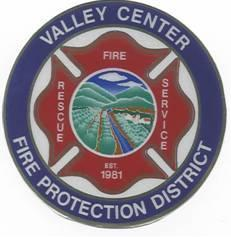 VALLEY CENTER
FIRE
RESCUE
SERVICE
EST.
1981
FIRE PROTECTION DISTRICT